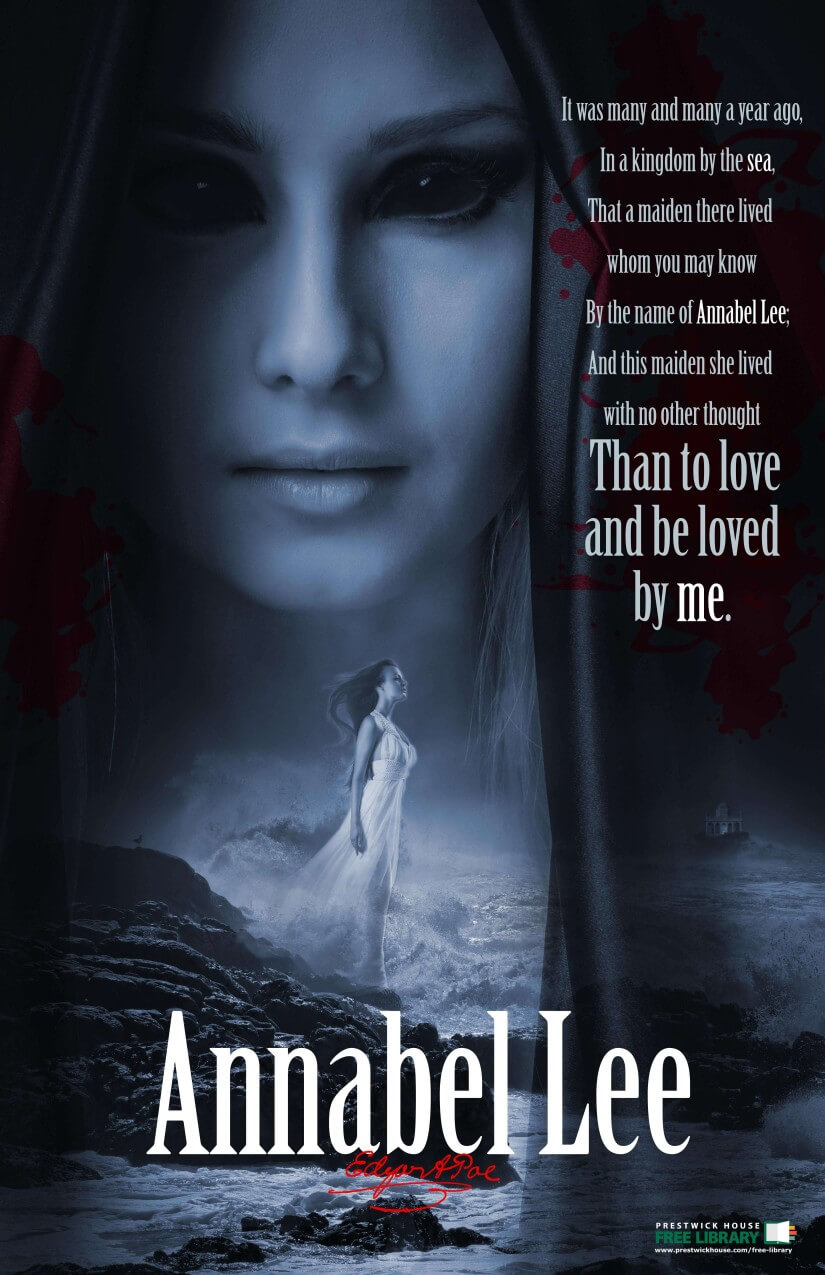 It was many and many a year ago,
In a kingdom by the sea,
That a maiden there lived
whom you may know
By the name of Annabel Lee;
And this maiden she lived
with no other thought
Than to love
and be loved
by me.
Annabel Lee
Edgar A Poe
PRESTWICK HOUSE
FREE LIBRARY
www.prestwickhouse.com/free-library